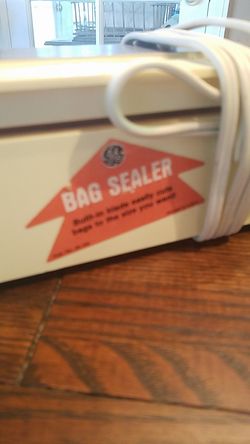 BAG SEALER
Built-in blade easily cuts
bags to the size you want